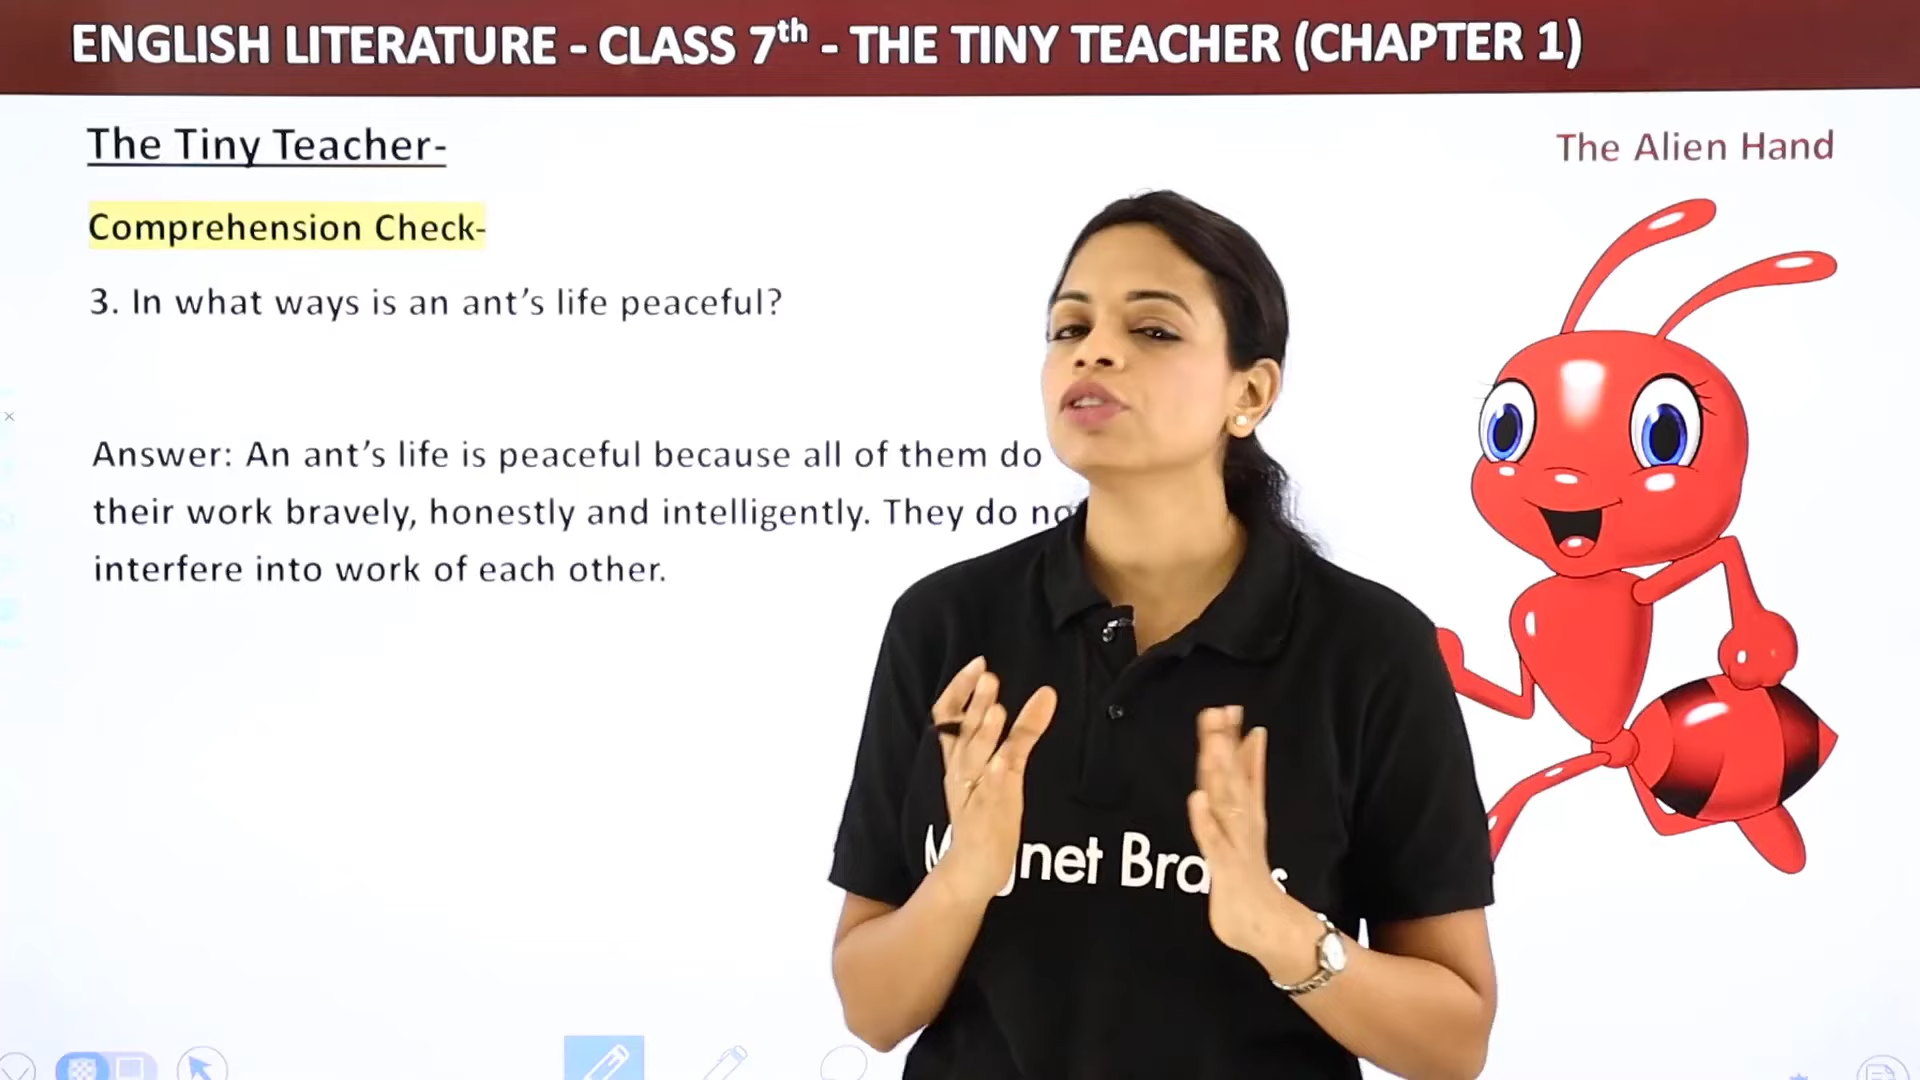 ENGLISH LITERATURE - CLASS 7th - THE TINY TEACHER (CHAPTER 1)
The Tiny Teacher-
The Alien Hand
Comprehension Check-
3. In what ways is an ant’s life peaceful?
Answer: An ant’s life is peaceful because all of them do
their work bravely, honestly and intelligently. They do
interfere into work of each other.